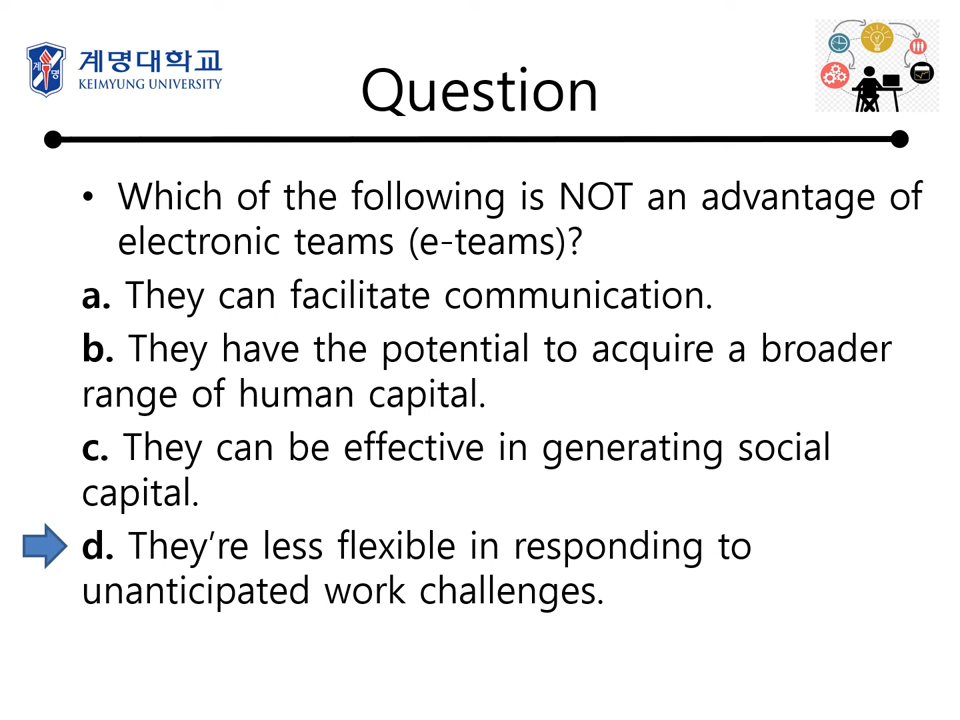 계명대학교
KEIMYUNG UNIVERSITY
Question
• Which of the following is NOT an advantage of
electronic teams (e-teams)?
a. They can facilitate communication.
b. They have the potential to acquire a broader
range of human capital.
c. They can be effective in generating social
capital.
d. They’re less flexible in responding to
unanticipated work challenges.